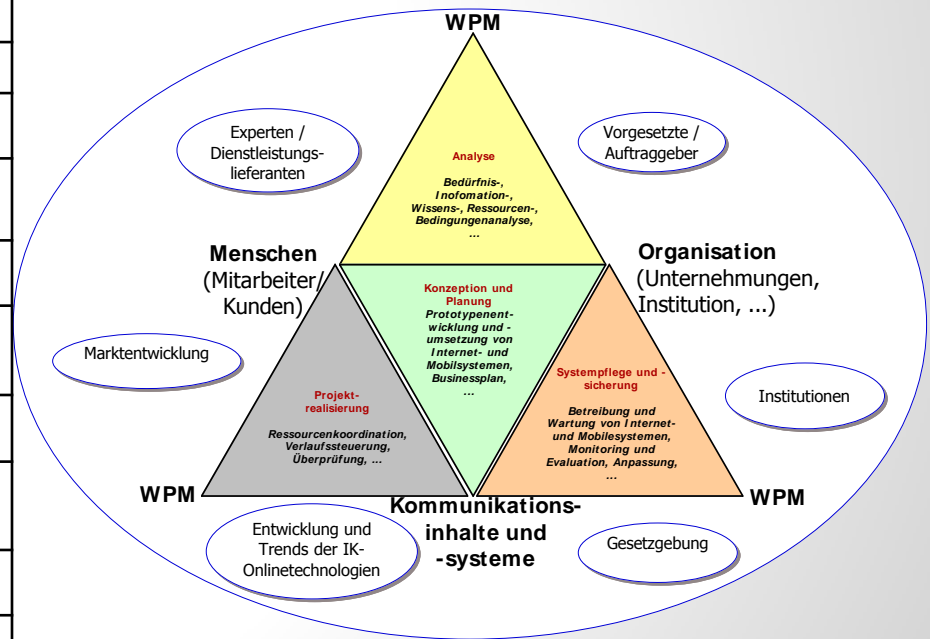 WPM
Experten /
Dienstleistungs-
lieferanten
Vorgesetzte /
Auftraggeber
Analyse
Bedürfnis-,
Inofomation-,
Wissens-, Ressourcen-,
Bedingungenanalyse,
...
Menschen
(Mitarbeiter/
Kunden)
Organisation
(Unternehmungen,
Institution, ...)
Konzeption und
Planung
Prototypenent-
wicklung und -
umsetzung von
Internet- und
Mobilsystemen,
Businessplan,
...
Marktentwicklung
Institutionen
Projekt-
realisierung
Ressourcenkoordination,
Verlaufssteuerung,
Überprüfung, ...
Systempflege und -
sicherung
Betreibung und
Wartung von Internet-
und Mobilesystemen,
Monitoring und
Evaluation, Anpassung,
...
WPM
WPM
Kommunikations-
inhalte und
-systeme
Entwicklung und
Trends der IK-
Onlinetechnologien
Gesetzgebung